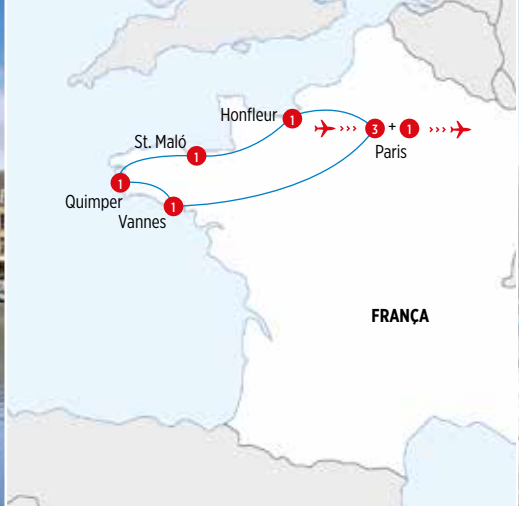 Honfleur 1
3 + 1
Paris
St. Maló 1
1
Quimper
Vannes 1
FRANÇA